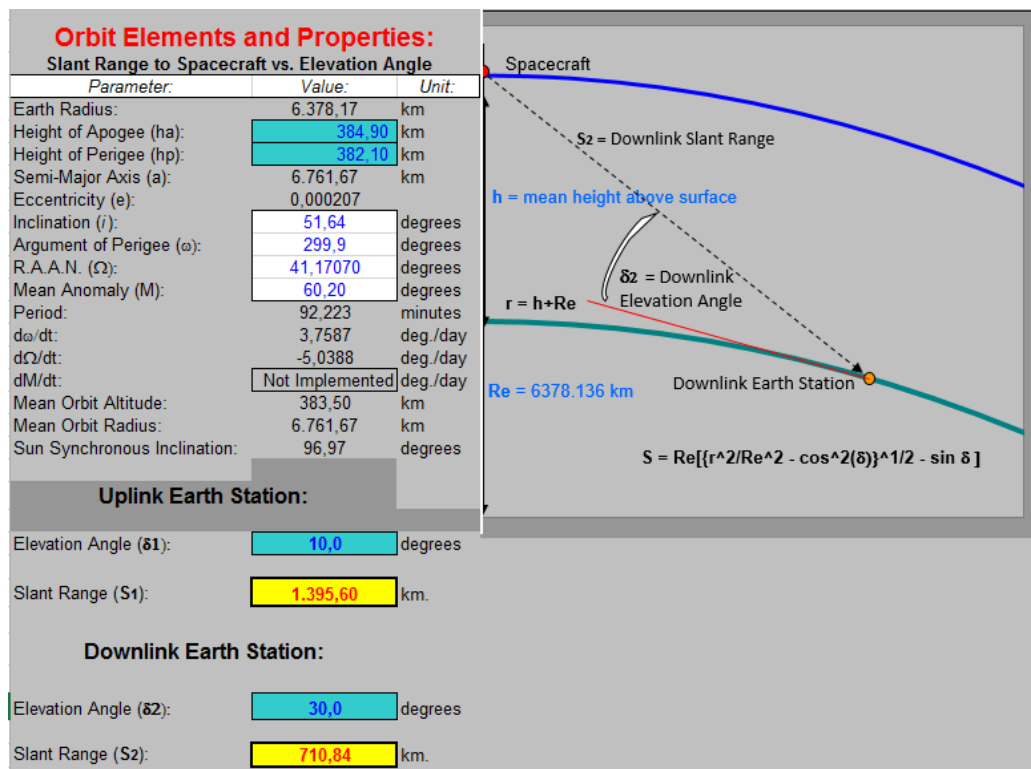 Orbit Elements and Properties:
Slant Range to Spacecraft vs. Elevation Angle
Parameter: Value: Unit:
Earth Radius: 6.378,17 km
Height of Apogee (ha): 384,90 km
Height of Perigee (hp): 382,10 km
Semi-Major Axis (a): 6.761,67 km
Eccentricity (e): 0,000207
Inclination (i): 51,64 degrees
Argument of Perigee (ω): 299,9 degrees
R.A.A.N. (Ω): 41,17070 degrees
Mean Anomaly (M): 60,20 degrees
Period: 92,223 minutes
dω/dt: 3,7587 deg./day
dΩ/dt: -5,0388 deg./day
dM/dt: Not Implemented deg./day
Mean Orbit Altitude: 383,50 km
Mean Orbit Radius: 6.761,67 km
Sun Synchronous Inclination: 96,97 degrees
Uplink Earth Station:
Elevation Angle (δ1): 10,0 degrees
Slant Range (S1): 1.395,60 km.
Downlink Earth Station:
Elevation Angle (δ2): 30,0 degrees
Slant Range (S2): 710,84 km.
Spacecraft
S2 = Downlink Slant Range
h = mean height above surface
δ2 = Downlink
Elevation Angle
r = h+Re
Downlink Earth Station
Re = 6378.136 km
S = Re[{r^2/Re^2 - cos^2(δ)}^1/2 - sin δ ]